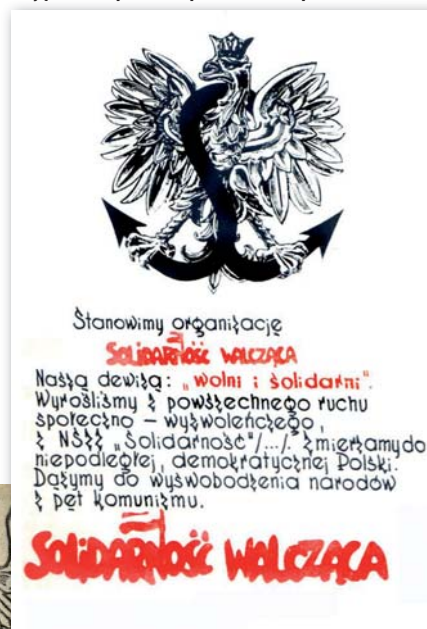 Stanowimy organizację
SOLIDARNOŚĆ WALCZĄCA
Naszą dewizą: „wolni i solidarni".
Wyrośliśmy z powszechnego ruchu
społeczno – wyzwoleńczego,
z NSZZ „Solidarność"/.../. Zmierzamy do
niepodległej, demokratycznej Polski.
Dążymy do wyswobodzenia narodów
z pęt komunizmu.
SOLIDARNOŚĆ WALCZĄCA